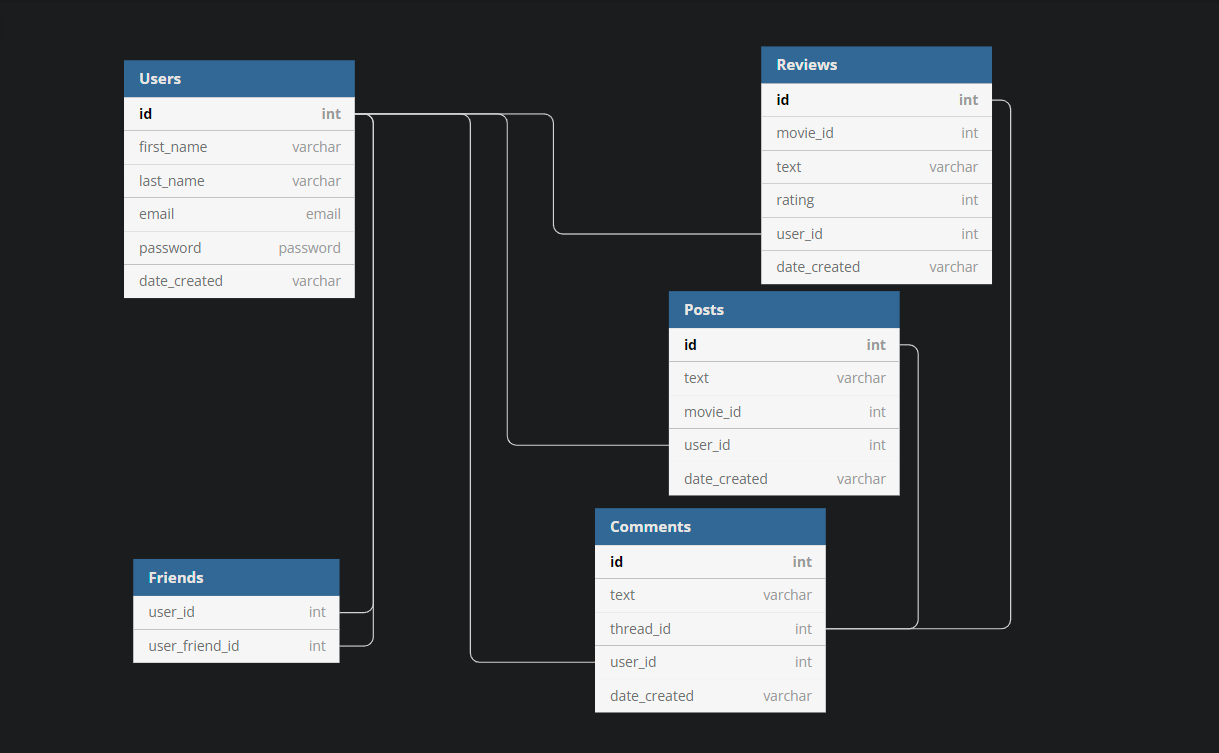 Users
id int
first_name varchar
last_name varchar
email email
password password
date_created varchar
Reviews
id int
movie_id int
text varchar
rating int
user_id int
date_created varchar
Posts
id int
text varchar
movie_id int
user_id int
date_created varchar
Comments
id int
text varchar
thread_id int
user_id int
date_created varchar
Friends
user_id int
user_friend_id int